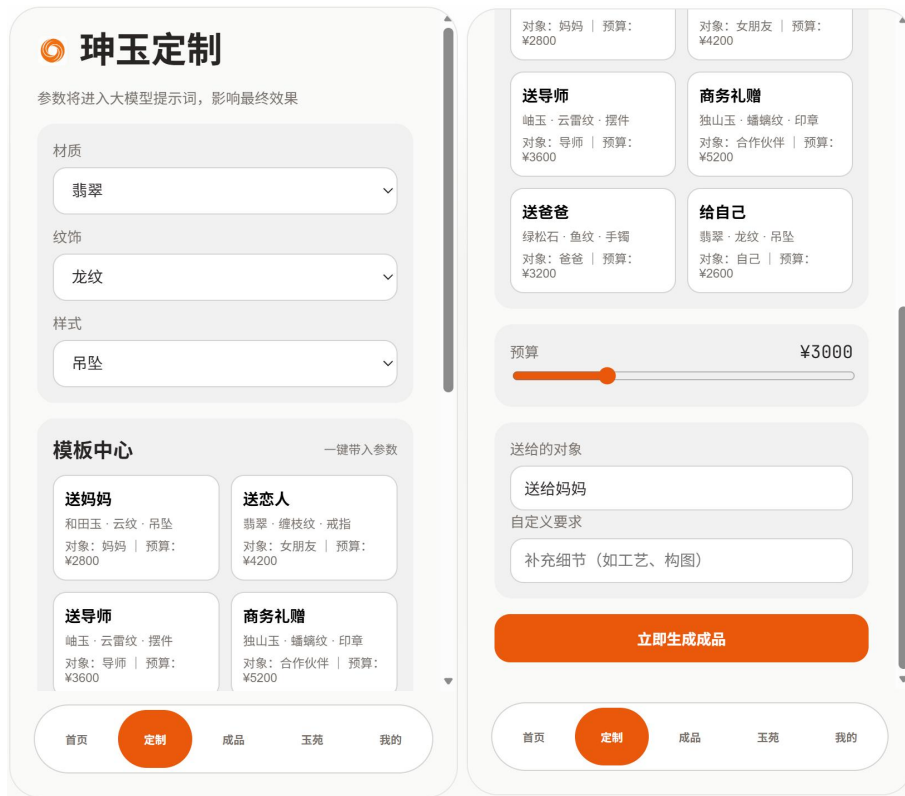 珅玉定制
参数将进入大模型提示词，影响最终效果
材质
翡翠
纹饰
龙纹
样式
吊坠
模板中心 一键带入参数
送妈妈
和田玉 · 云纹 · 吊坠
对象：妈妈 ｜ 预算：
¥2800
送恋人
翡翠 · 缠枝纹 · 戒指
对象：女朋友 ｜ 预算：
¥4200
送导师
岫玉 · 云雷纹 · 摆件
对象：导师 ｜ 预算：
¥3600
商务礼赠
独山玉 · 蟠螭纹 · 印章
对象：合作伙伴 ｜ 预算：
¥5200
首页 定制 成品 玉苑 我的
对象：妈妈 ｜ 预算：
¥2800
对象：女朋友 ｜ 预算：
¥4200
送导师
岫玉 · 云雷纹 · 摆件
对象：导师 ｜ 预算：
¥3600
商务礼赠
独山玉 · 蟠螭纹 · 印章
对象：合作伙伴 ｜ 预算：
¥5200
送爸爸
绿松石 · 鱼纹 · 手镯
对象：爸爸 ｜ 预算：
¥3200
给自己
翡翠 · 龙纹 · 吊坠
对象：自己 ｜ 预算：
¥2600
预算 ¥3000
送给的对象
送给妈妈
自定义要求
补充细节（如工艺、构图）
立即生成成品
首页 定制 成品 玉苑 我的